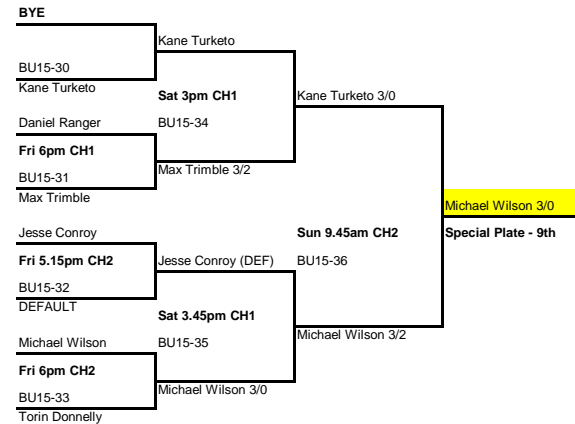 BYE
Kane Turketo
BU15-30
Kane Turketo
Sat 3pm CH1
Kane Turketo 3/0
Daniel Ranger
BU15-34
Fri 6pm CH1
Max Trimble 3/2
BU15-31
Max Trimble
Michael Wilson 3/0
Jesse Conroy
Sun 9.45am CH2
Special Plate - 9th
Fri 5.15pm CH2
Jesse Conroy (DEF)
BU15-36
BU15-32
DEFAULT
Sat 3.45pm CH1
Michael Wilson 3/2
Michael Wilson
BU15-35
Fri 6pm CH2
Michael Wilson 3/0
BU15-33
Torin Donnelly